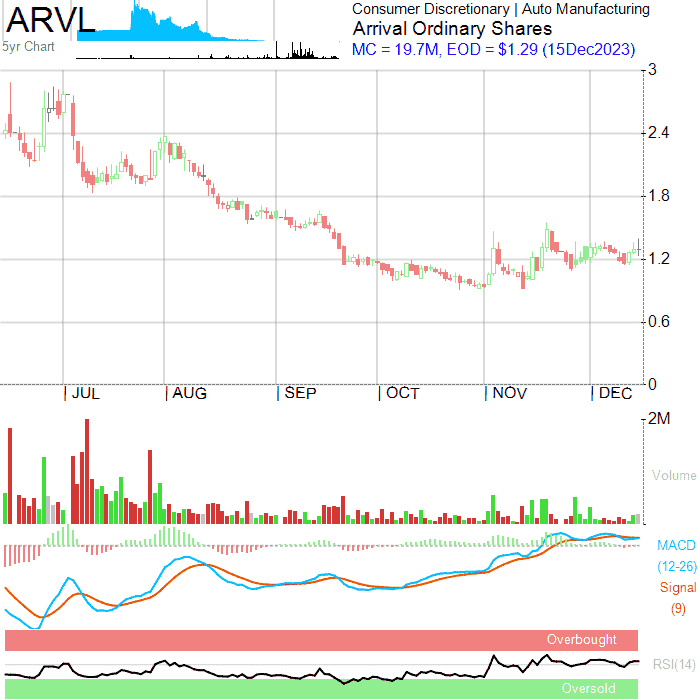 ARVL
5yr Chart
Consumer Discretionary | Auto Manufacturing
Arrival Ordinary Shares
MC = 19.7M, EOD = $1.29 (15Dec2023)
3
2.4
1.8
1.2
0.6
0
JUL
AUG
SEP
OCT
NOV
DEC
2M
Volume
MACD
(12-26)
Signal
(9)
Overbought
RSI(14)
Oversold